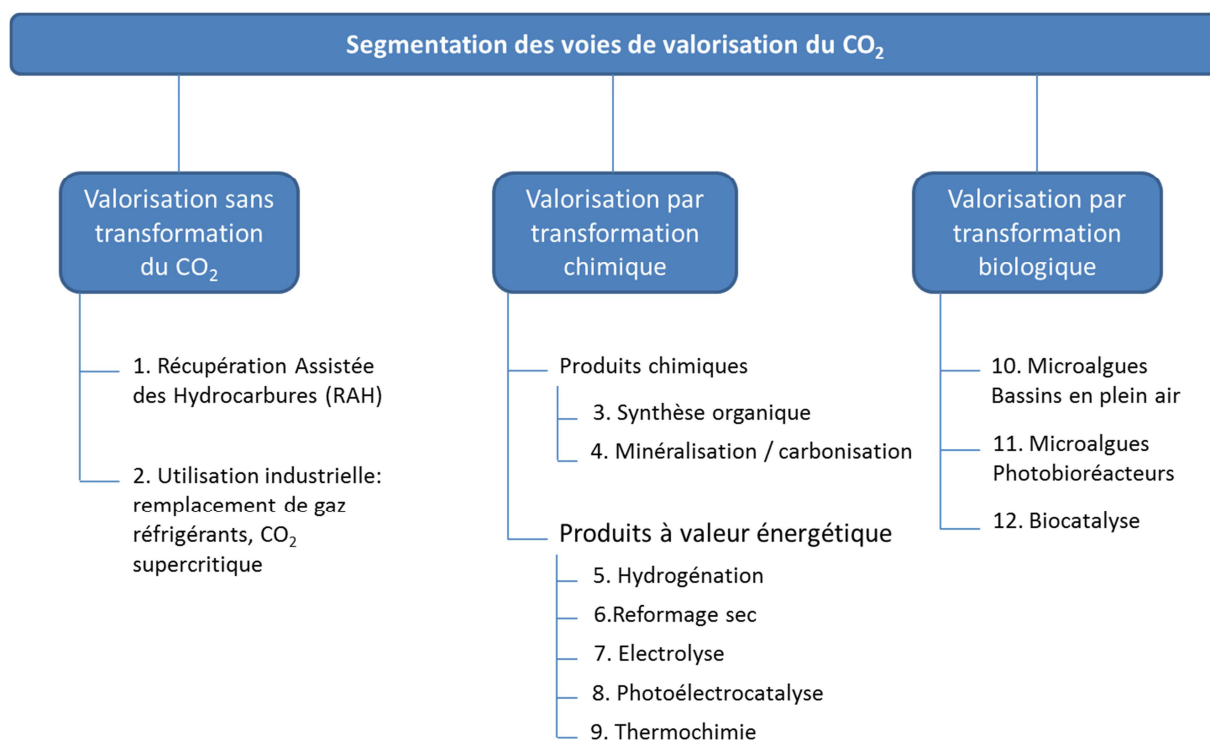 Segmentation des voies de valorisation du CO₂
Valorisation sans
transformation
du CO₂
1. Récupération Assistée
des Hydrocarbures (RAH)
2. Utilisation industrielle:
remplacement de gaz
réfrigérants, CO₂
supercritique
Valorisation par
transformation
chimique
Produits chimiques
3. Synthèse organique
4. Minéralisation / carbonisation
Produits à valeur énergétique
5. Hydrogénation
6.Reformage sec
7. Electrolyse
8. Photoélectrocatalyse
9. Thermochimie
Valorisation par
transformation
biologique
10. Microalgues
Bassins en plein air
11. Microalgues
Photobioréacteurs
12. Biocatalyse